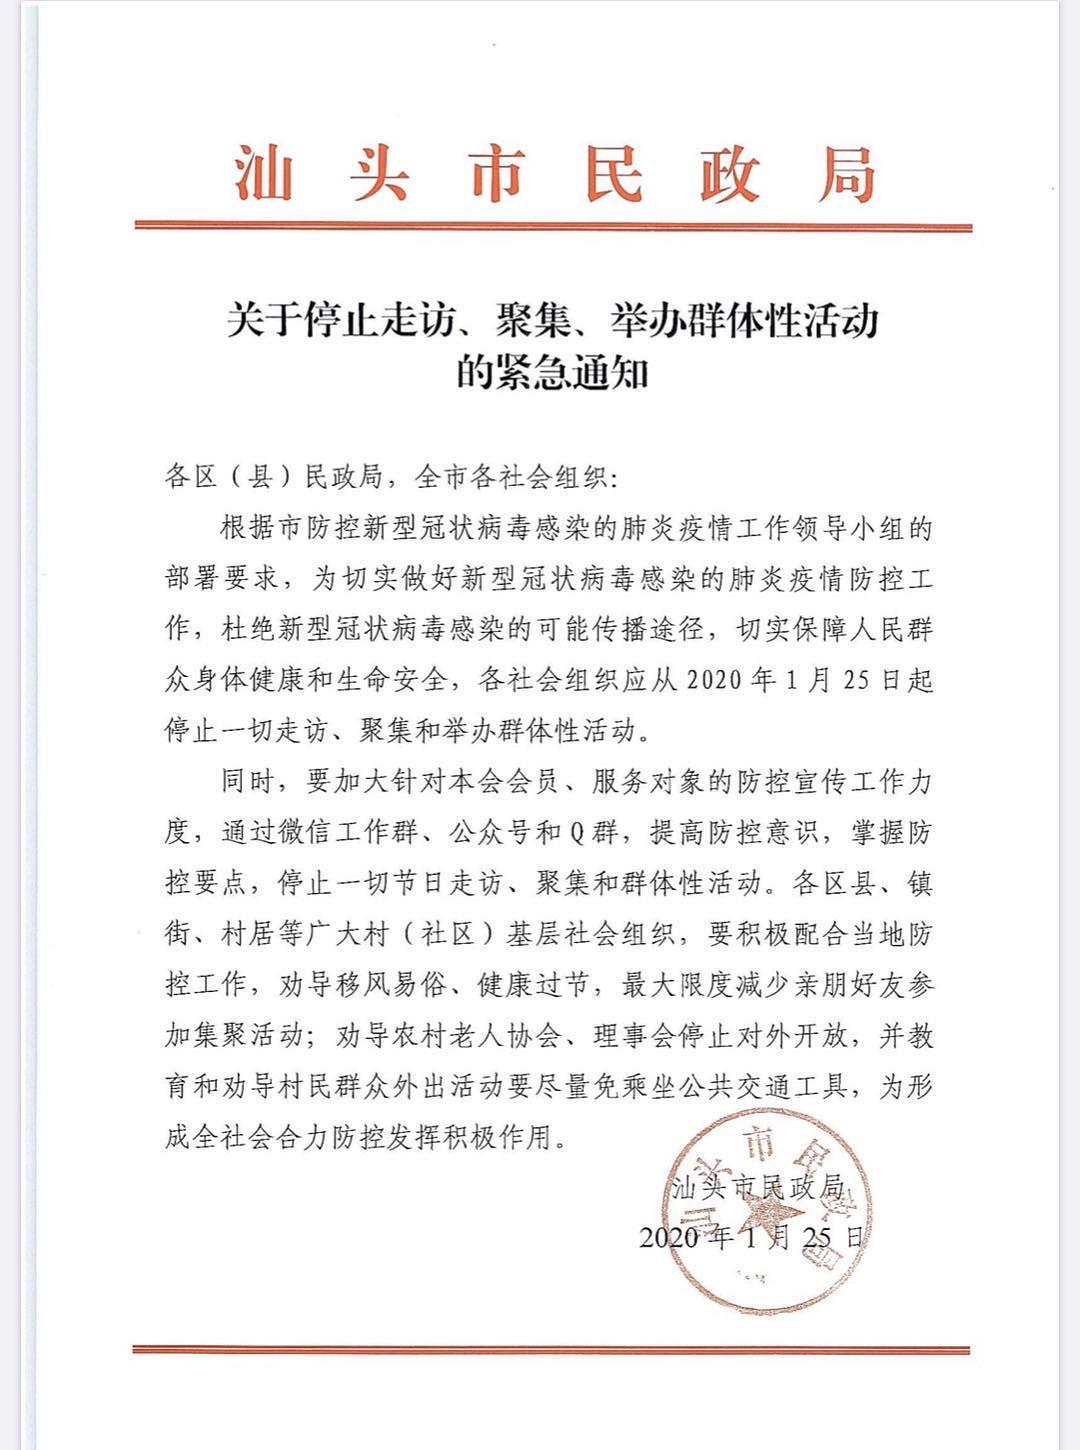 汕头市民政局
关于停止走访、聚集、举办群体性活动
的紧急通知
各区（县）民政局，全市各社会组织：
根据市防控新型冠状病毒感染的肺炎疫情工作领导小组的
部署要求，为切实做好新型冠状病毒感染的肺炎疫情防控工
作，杜绝新型冠状病毒感染的可能传播途径，切实保障人民群
众身体健康和生命安全，各社会组织应从2020年1月25日起
停止一切走访、聚集和举办群体性活动。
同时，要加大针对本会会员、服务对象的防控宣传工作力
度，通过微信工作群、公众号和Q群，提高防控意识，掌握防
控要点，停止一切节日走访、聚集和群体性活动。各区县、镇
街、村居等广大村（社区）基层社会组织，要积极配合当地防
控工作，劝导移风易俗、健康过节，最大限度减少亲朋好友参
加集聚活动；劝导农村老人协会、理事会停止对外开放，并教
育和劝导村民群众外出活动要尽量免乘坐公共交通工具，为形
成全社会合力防控发挥积极作用。
汕头市民政局
汕头市民政局
2020年1月25日